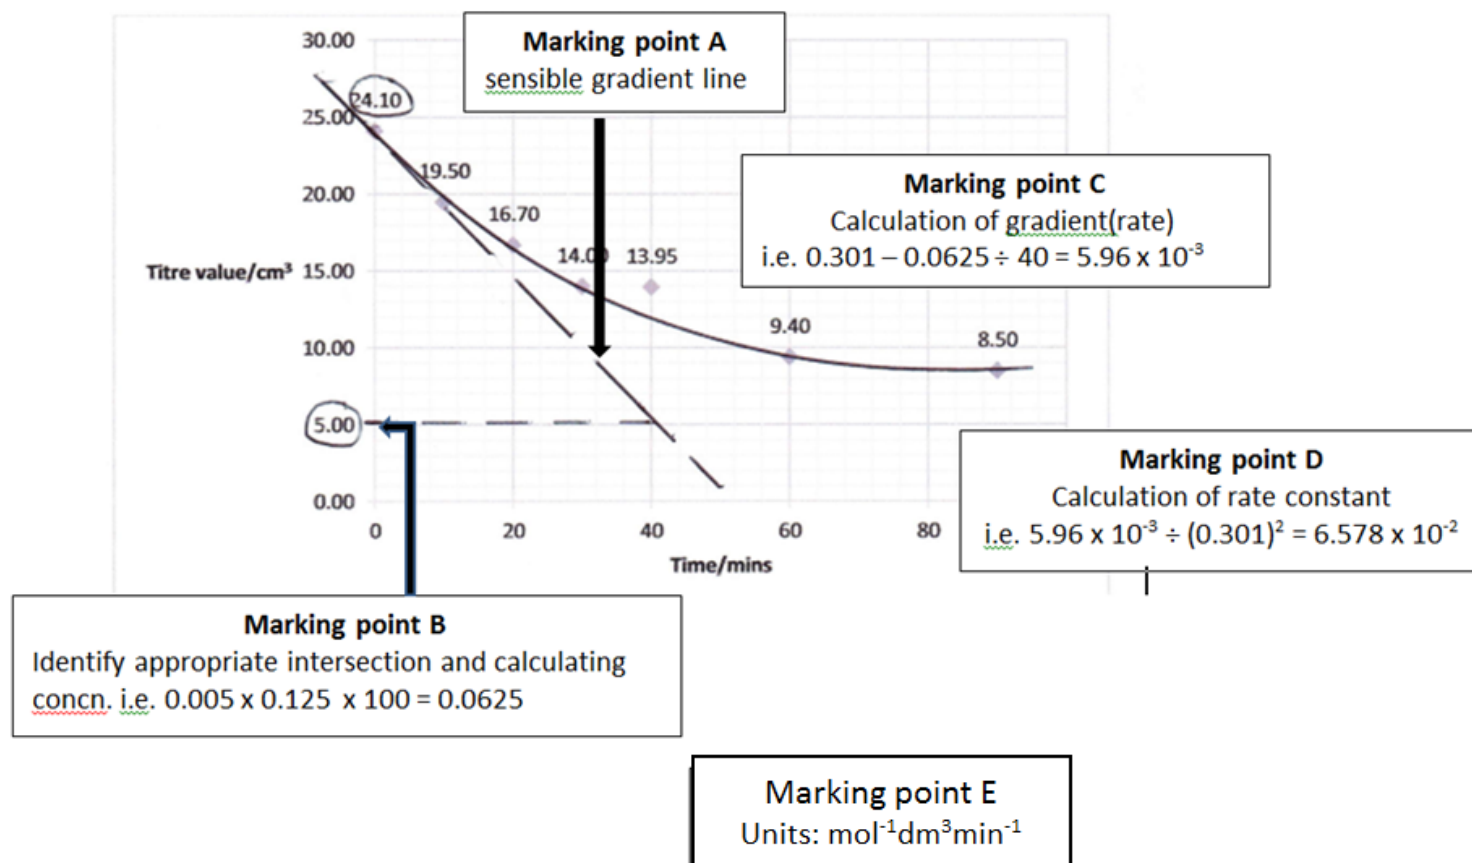 Marking point A
sensible gradient line
30.00
24.10
25.00
19.50
20.00
16.70
14.00
13.95
Titre value/cm³
15.00
9.40
10.00
8.50
5.00
0.00
0
20
40
60
80
Time/mins
Marking point C
Calculation of gradient(rate)
i.e. 0.301 – 0.0625 ÷ 40 = 5.96 x 10⁻³
Marking point D
Calculation of rate constant
i.e. 5.96 x 10⁻³ ÷ (0.301)² = 6.578 x 10⁻²
Marking point B
Identify appropriate intersection and calculating
concn. i.e. 0.005 x 0.125 x 100 = 0.0625
Marking point E
Units: mol⁻¹dm³min⁻¹